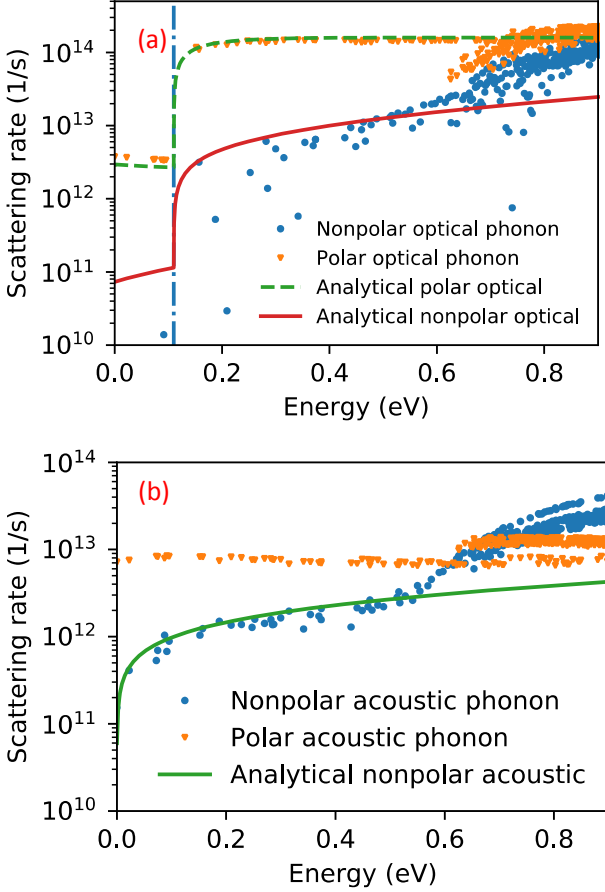 (a)
Scattering rate (1/s)
10^14
10^13
10^12
10^11
10^10
Nonpolar optical phonon
Polar optical phonon
Analytical polar optical
Analytical nonpolar optical
0.0 0.2 0.4 0.6 0.8
Energy (eV)
(b)
Scattering rate (1/s)
10^14
10^13
10^12
10^11
10^10
Nonpolar acoustic phonon
Polar acoustic phonon
Analytical nonpolar acoustic
0.0 0.2 0.4 0.6 0.8
Energy (eV)